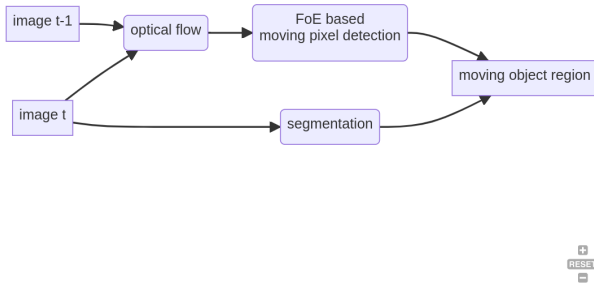 image t-1
optical flow
FoE based
moving pixel detection
moving object region
image t
segmentation
RESET